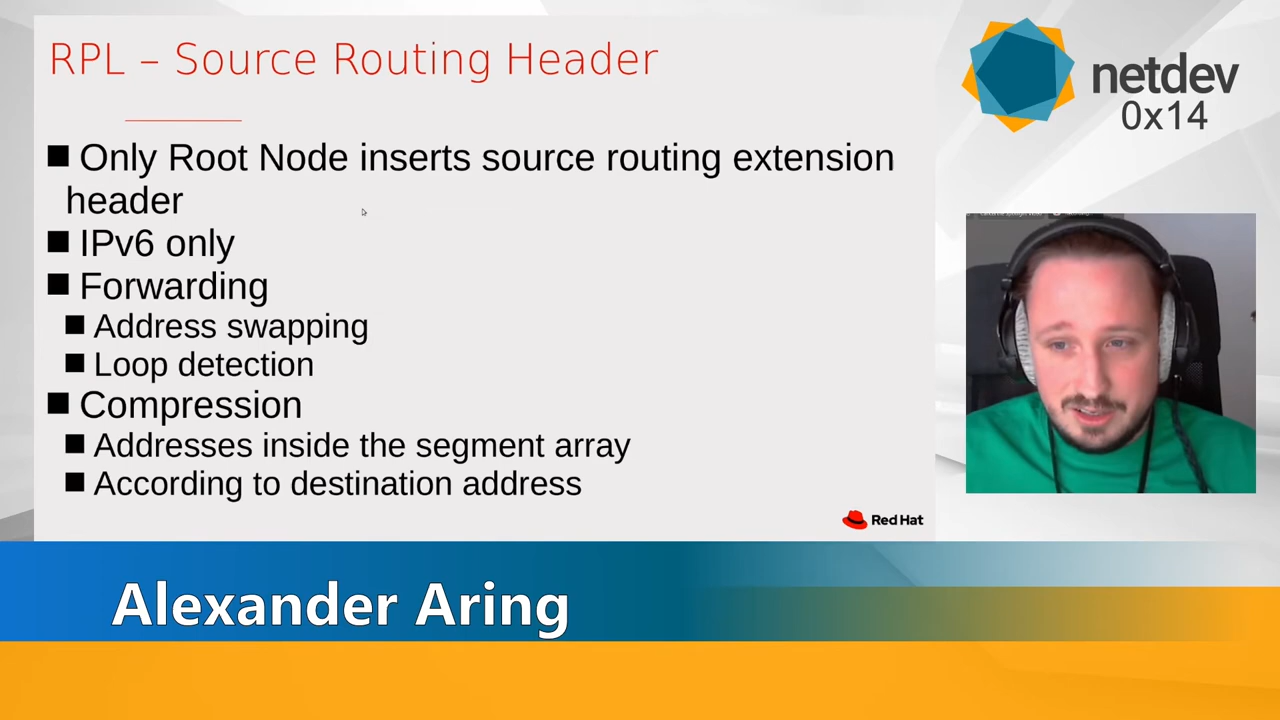 RPL – Source Routing Header
Only Root Node inserts source routing extension
header
IPv6 only
Forwarding
Address swapping
Loop detection
Compression
Addresses inside the segment array
According to destination address
Red Hat
netdev
0x14
Alexander Aring